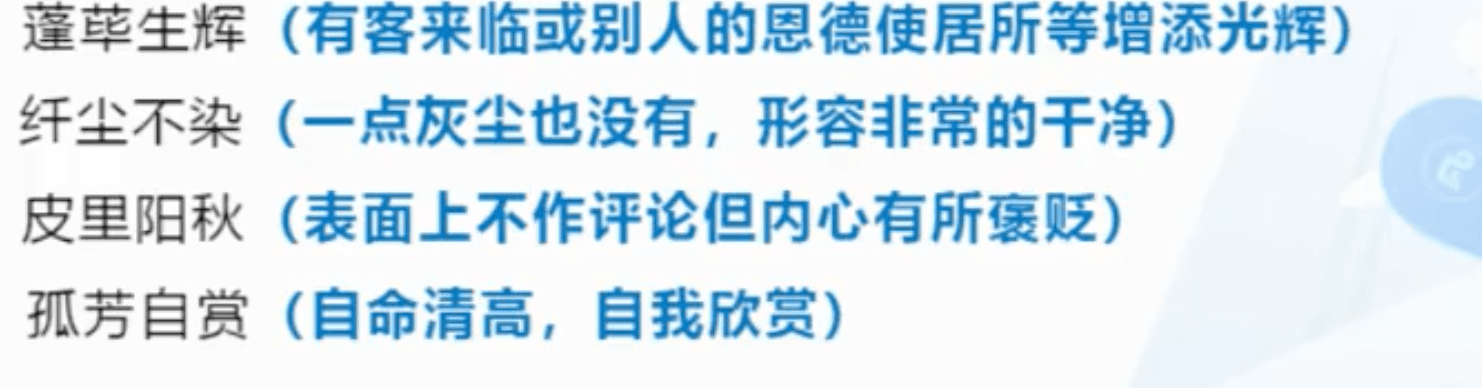 蓬荜生辉（有客来临或别人的恩德使居所等增添光辉）
纤尘不染（一点灰尘也没有，形容非常的干净）
皮里阳秋（表面上不作评论但内心有所褒贬）
孤芳自赏（自命清高，自我欣赏）